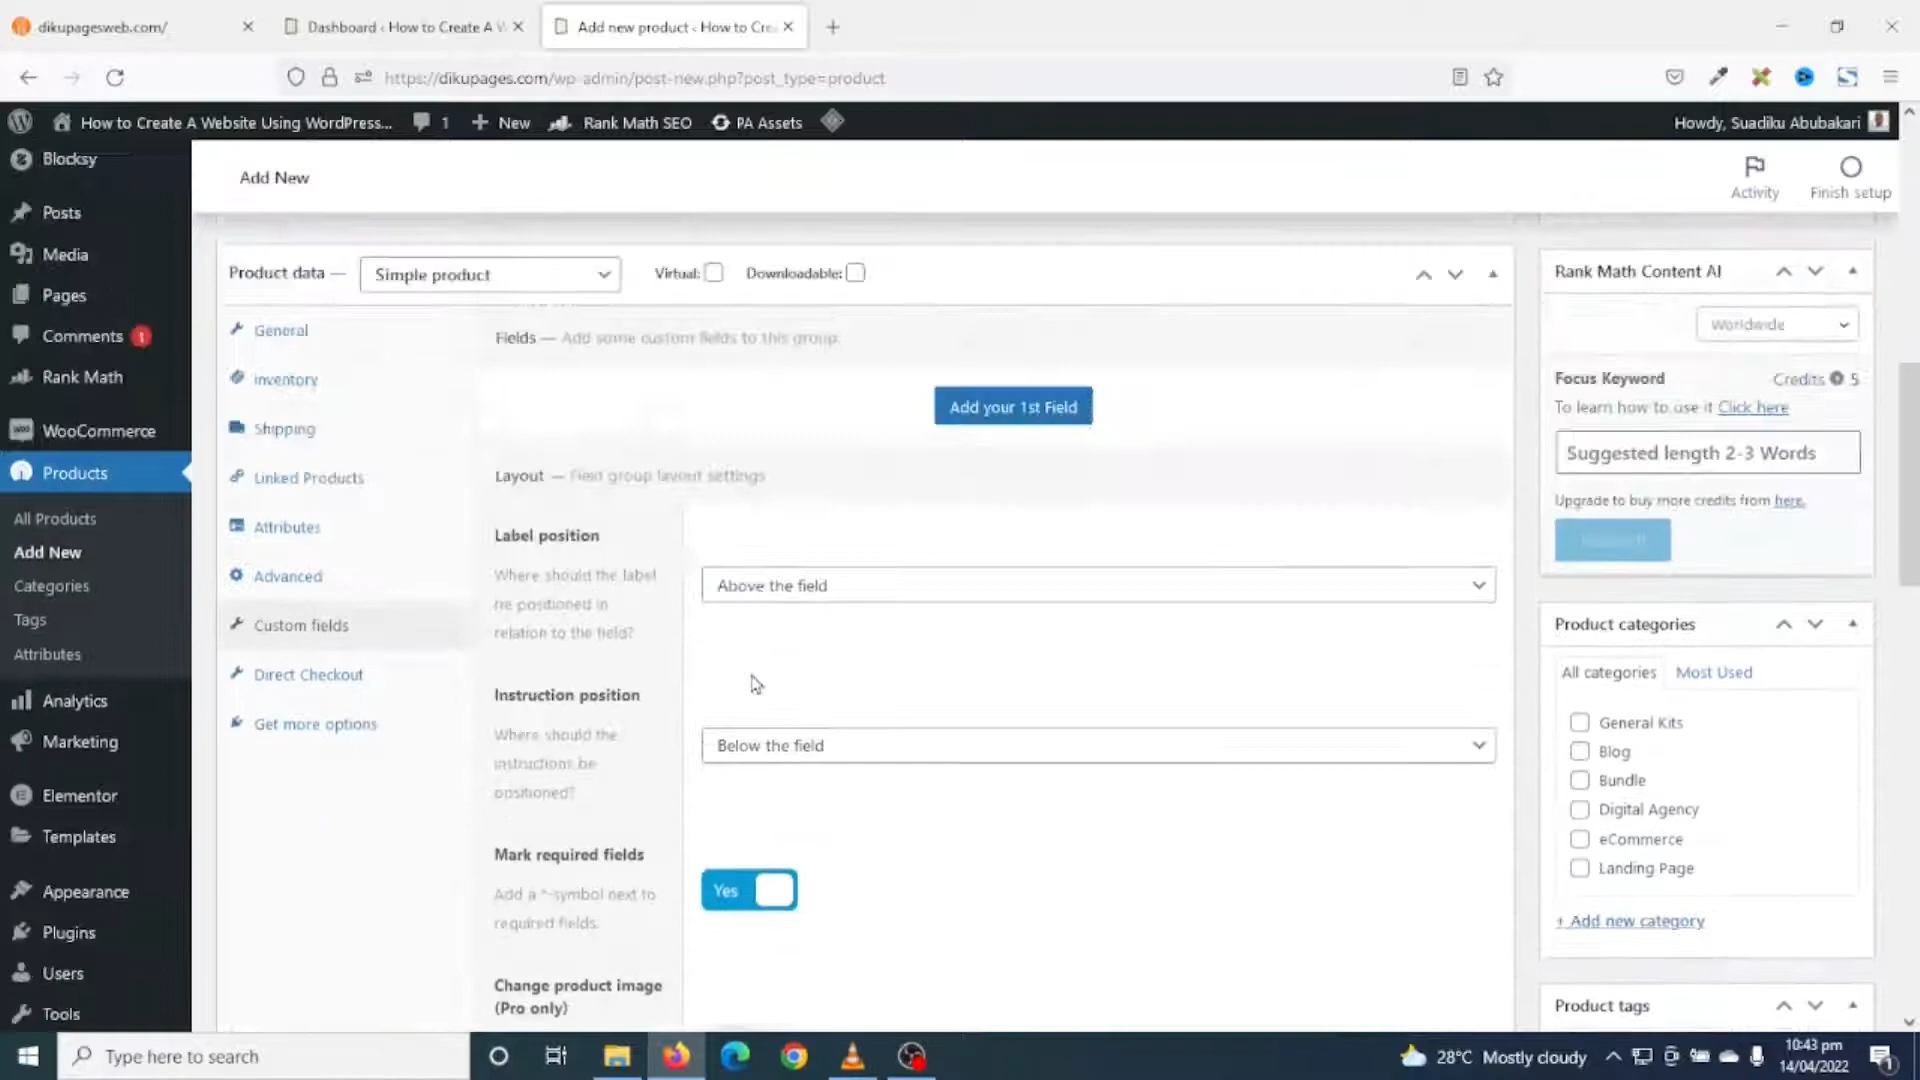 dikupagesweb.com/
Dashboard ‹ How to Create A W
Add new product ‹ How to Cre
https://dikupages.com/wp-admin/post-new.php?post_type=product
How to Create A Website Using WordPress...
1
New
Rank Math SEO
PA Assets
Howdy, Suadiku Abubakari
Blocksy
Posts
Media
Pages
Comments 1
Rank Math
WooCommerce
Products
All Products
Add New
Categories
Tags
Attributes
Analytics
Marketing
Elementor
Templates
Appearance
Plugins
Users
Tools
Add New
Activity
Finish setup
Product data —
Simple product
Virtual:
Downloadable:
General
Inventory
Shipping
Linked Products
Attributes
Advanced
Custom fields
Direct Checkout
Get more options
Fields — Add some custom fields to this group.
Add your 1st Field
Layout — Field group layout settings
Label position
Where should the label
be positioned in
relation to the field?
Above the field
Instruction position
Where should the
instructions be
positioned?
Below the field
Mark required fields
Add a *-symbol next to
required fields.
Yes
Change product image
(Pro only)
Rank Math Content AI
Worldwide
Focus Keyword
Credits 5
To learn how to use it Click here
Suggested length 2-3 Words
Upgrade to buy more credits from here.
Product categories
All categories
Most Used
General Kits
Blog
Bundle
Digital Agency
eCommerce
Landing Page
+ Add new category
Product tags
Type here to search
28°C Mostly cloudy
10:43 pm
14/04/2022
1